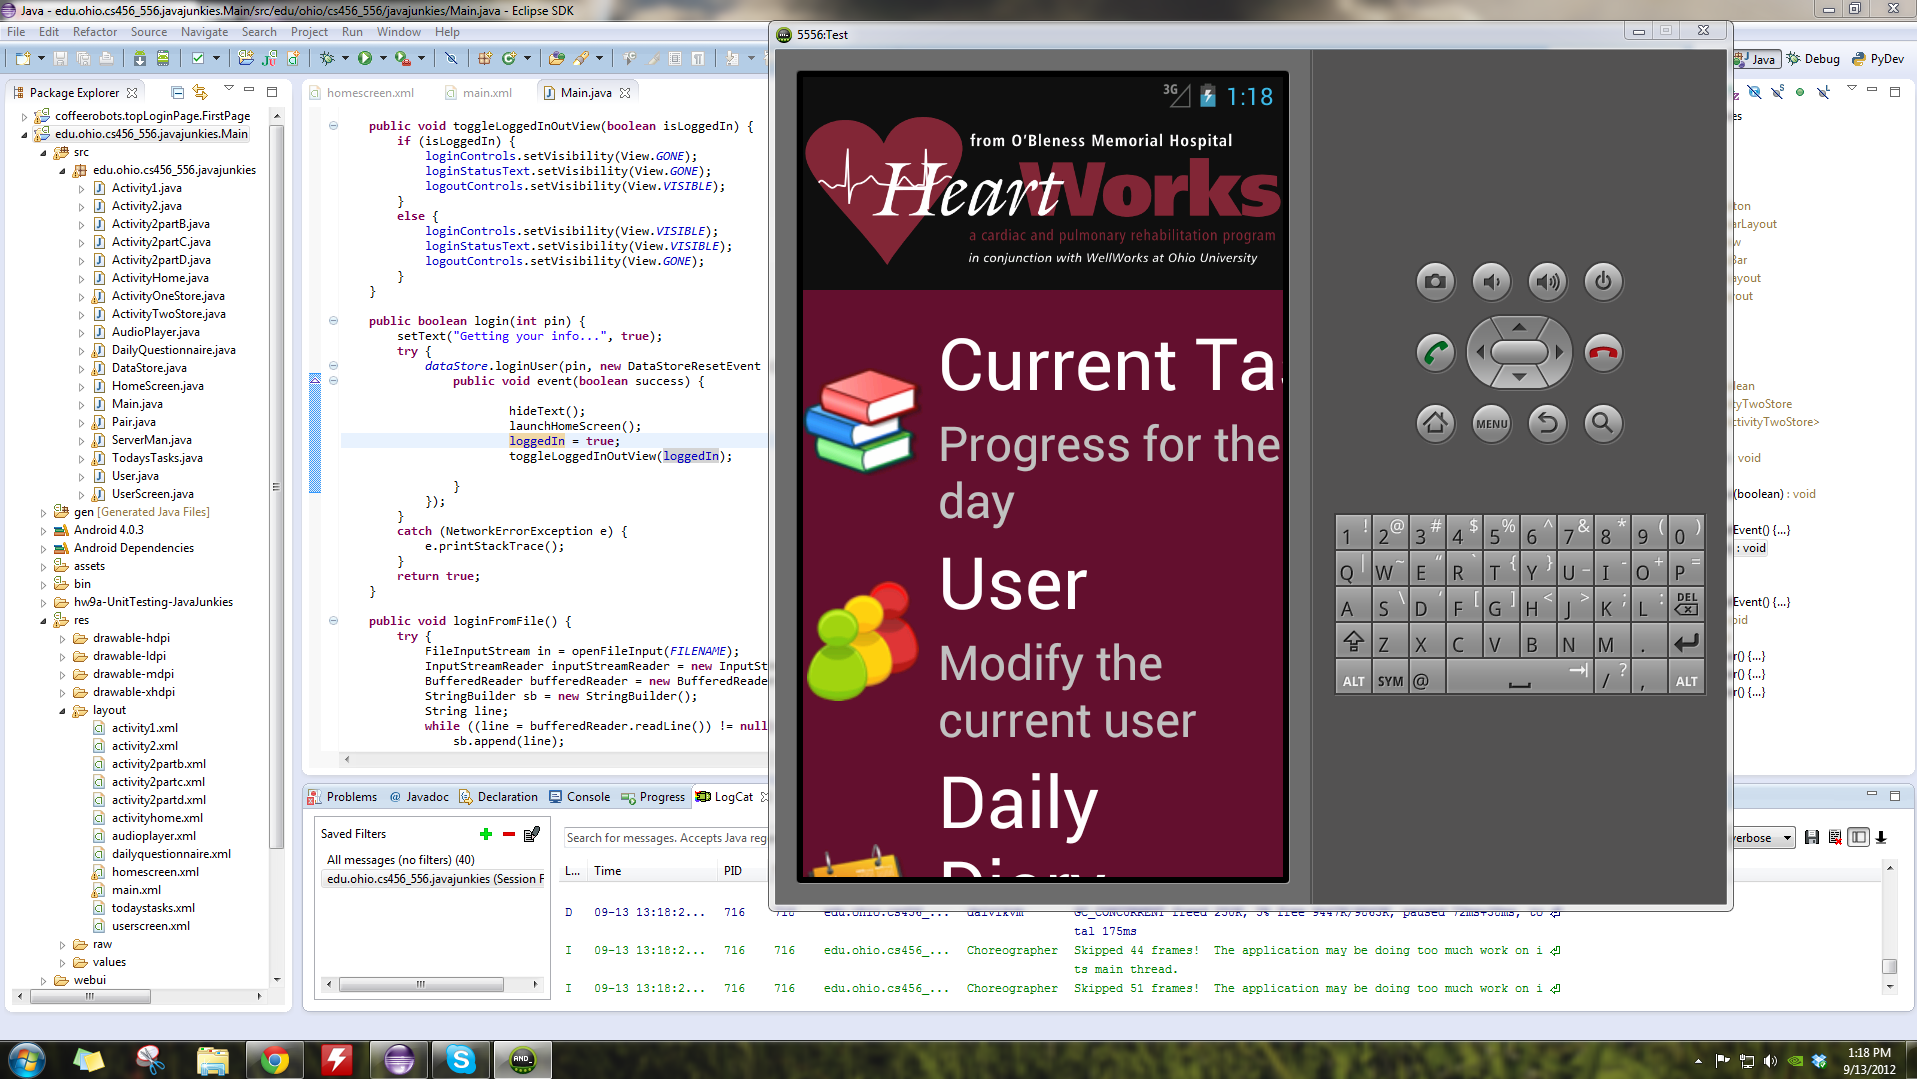 Java - edu.ohio.cs456_556.javajunkies.Main/src/edu/ohio/cs456_556/javajunkies/Main.java - Eclipse SDK
File Edit Refactor Source Navigate Search Project Run Window Help
Java Debug PyDev
Package Explorer
coffeerobots.topLoginPage.FirstPage
edu.ohio.cs456_556.javajunkies.Main
src
edu.ohio.cs456_556.javajunkies
Activity1.java
Activity2.java
Activity2partB.java
Activity2partC.java
Activity2partD.java
ActivityHome.java
ActivityOneStore.java
ActivityTwoStore.java
AudioPlayer.java
DailyQuestionnaire.java
DataStore.java
HomeScreen.java
Main.java
Pair.java
ServerMan.java
TodaysTasks.java
User.java
UserScreen.java
gen [Generated Java Files]
Android 4.0.3
Android Dependencies
assets
bin
hw9a-UnitTesting-JavaJunkies
res
drawable-hdpi
drawable-ldpi
drawable-mdpi
drawable-xhdpi
layout
activity1.xml
activity2.xml
activity2partb.xml
activity2partc.xml
activity2partd.xml
activityhome.xml
audioplayer.xml
dailyquestionnaire.xml
homescreen.xml
main.xml
todaystasks.xml
userscreen.xml
raw
values
webui
homescreen.xml main.xml Main.java
public void toggleLoggedInOutView(boolean isLoggedIn) {
if (isLoggedIn) {
loginControls.setVisibility(View.GONE);
loginStatusText.setVisibility(View.GONE);
logoutControls.setVisibility(View.VISIBLE);
}
else {
loginControls.setVisibility(View.VISIBLE);
loginStatusText.setVisibility(View.VISIBLE);
logoutControls.setVisibility(View.GONE);
}
}
public boolean login(int pin) {
setText("Getting your info...", true);
try {
dataStore.loginUser(pin, new DataStoreResetEvent
public void event(boolean success) {
hideText();
launchHomeScreen();
loggedIn = true;
toggleLoggedInOutView(loggedIn);
}
});
}
catch (NetworkErrorException e) {
e.printStackTrace();
}
return true;
}
public void loginFromFile() {
try {
FileInputStream in = openFileInput(FILENAME);
InputStreamReader inputStreamReader = new InputSt
BufferedReader bufferedReader = new BufferedReade
StringBuilder sb = new StringBuilder();
String line;
while ((line = bufferedReader.readLine()) != null
sb.append(line);
5556:Test
3G 1:18
from O'Bleness Memorial Hospital
HeartWorks
a cardiac and pulmonary rehabilitation program
in conjunction with WellWorks at Ohio University
Current Tas
Progress for the
day
User
Modify the
current user
Daily
Diary
MENU
1 ! 2 @ 3 # 4 $ 5 % 6 ^ 7 & 8 * 9 ( 0 )
Q | W ~ E " R ` T { Y } U _ I - O + P =
A S \ D ' F [ G ] H < J > K ; L : DEL
Z X C V B N M .
ALT SYM @ / ? , ALT
ton
arLayout
w
Bar
ayout
out
lean
ityTwoStore
ctivityTwoStore>
void
(boolean) : void
Event() {...}
: void
Event() {...}
oid
r() {...}
r() {...}
r() {...}
Problems @ Javadoc Declaration Console Progress LogCat
Saved Filters
All messages (no filters) (40)
edu.ohio.cs456_556.javajunkies (Session F
Search for messages. Accepts Java reg
erbose
L... Time PID
D 09-13 13:18:2... 716 716 edu.ohio.cs456_... dalvikvm GC_CONCURRENT freed 250K, 5% free 9447K/9863K, paused 72ms+58ms, to
tal 175ms
I 09-13 13:18:2... 716 716 edu.ohio.cs456_... Choreographer Skipped 44 frames! The application may be doing too much work on i
ts main thread.
I 09-13 13:18:2... 716 716 edu.ohio.cs456_... Choreographer Skipped 51 frames! The application may be doing too much work on i
AND_
1:18 PM
9/13/2012